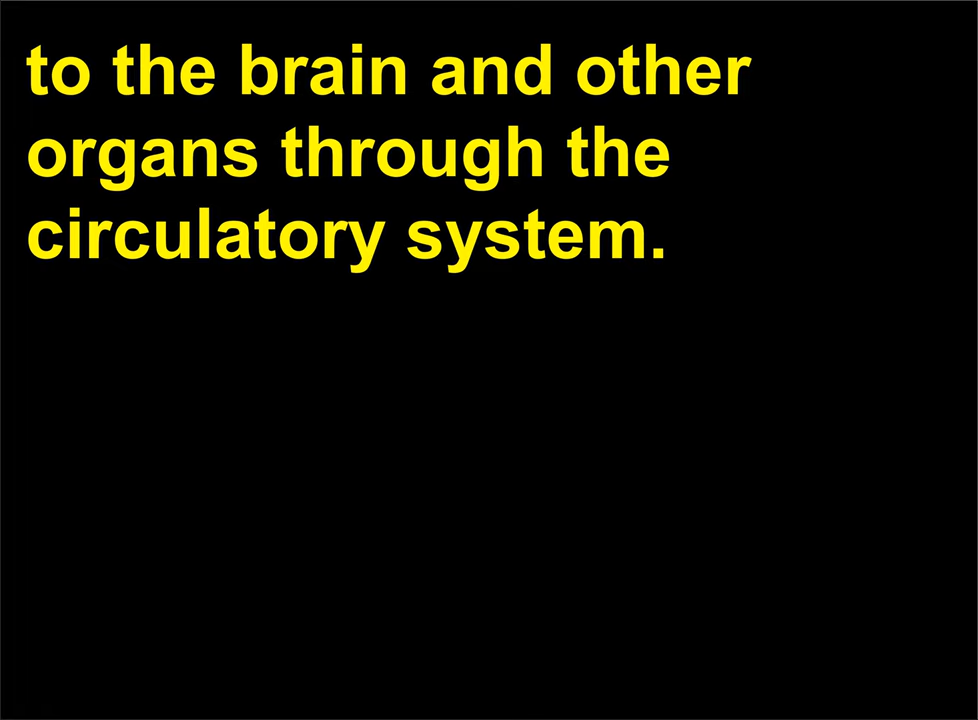 to the brain and other
organs through the
circulatory system.